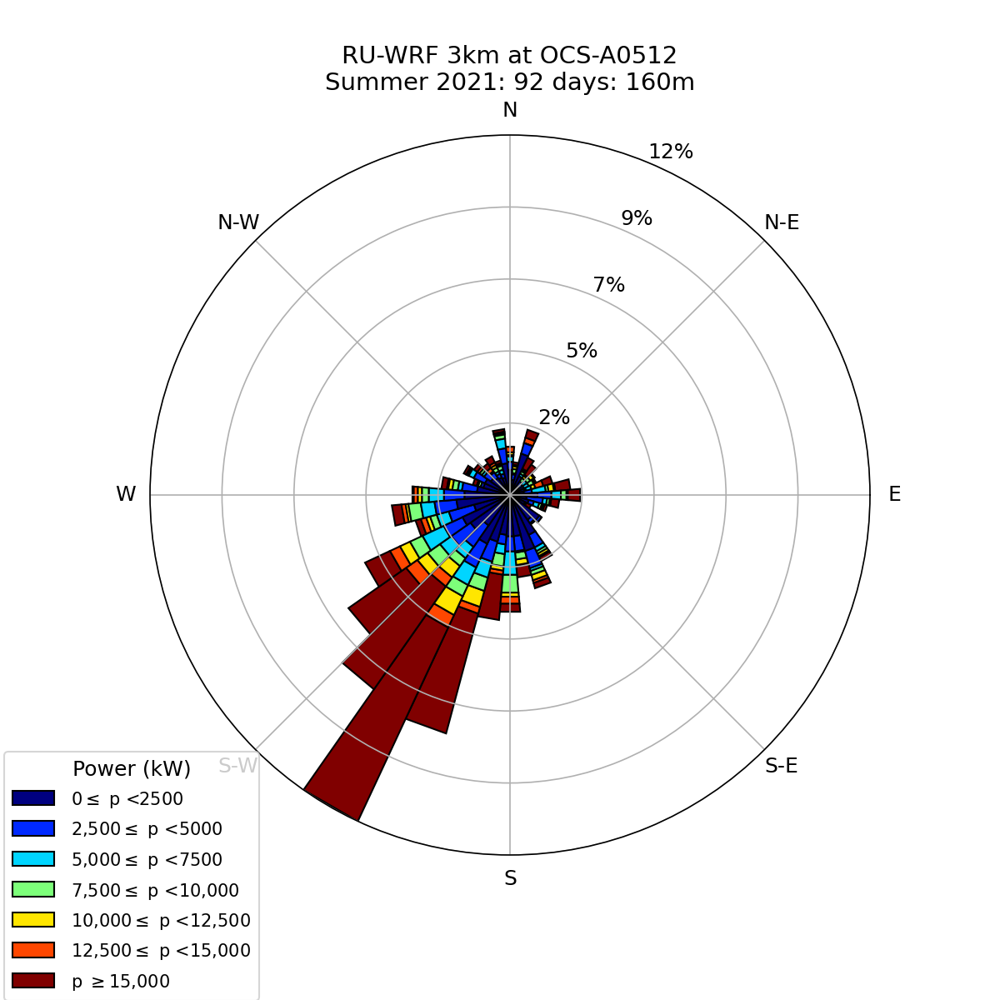 RU-WRF 3km at OCS-A0512
Summer 2021: 92 days: 160m
N
12%
N-W
9%
N-E
7%
5%
2%
W
E
S-W
S-E
S
Power (kW)
0≤ p <2500
2,500≤ p <5000
5,000≤ p <7500
7,500≤ p <10,000
10,000≤ p <12,500
12,500≤ p <15,000
p ≥15,000